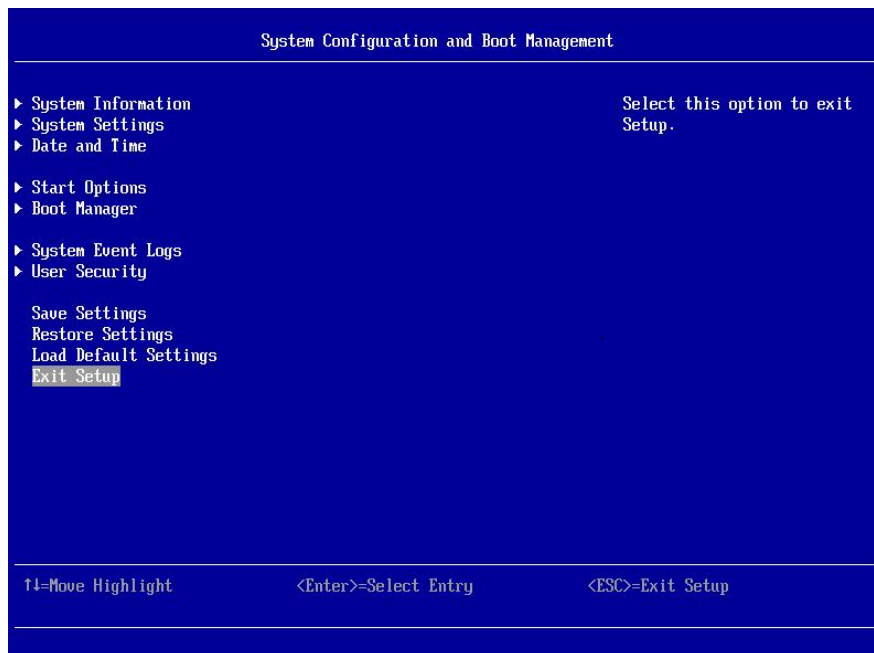 System Configuration and Boot Management
▶ System Information
▶ System Settings
▶ Date and Time
▶ Start Options
▶ Boot Manager
▶ System Event Logs
▶ User Security
Save Settings
Restore Settings
Load Default Settings
Exit Setup
Select this option to exit
Setup.
↑↓=Move Highlight <Enter>=Select Entry <ESC>=Exit Setup